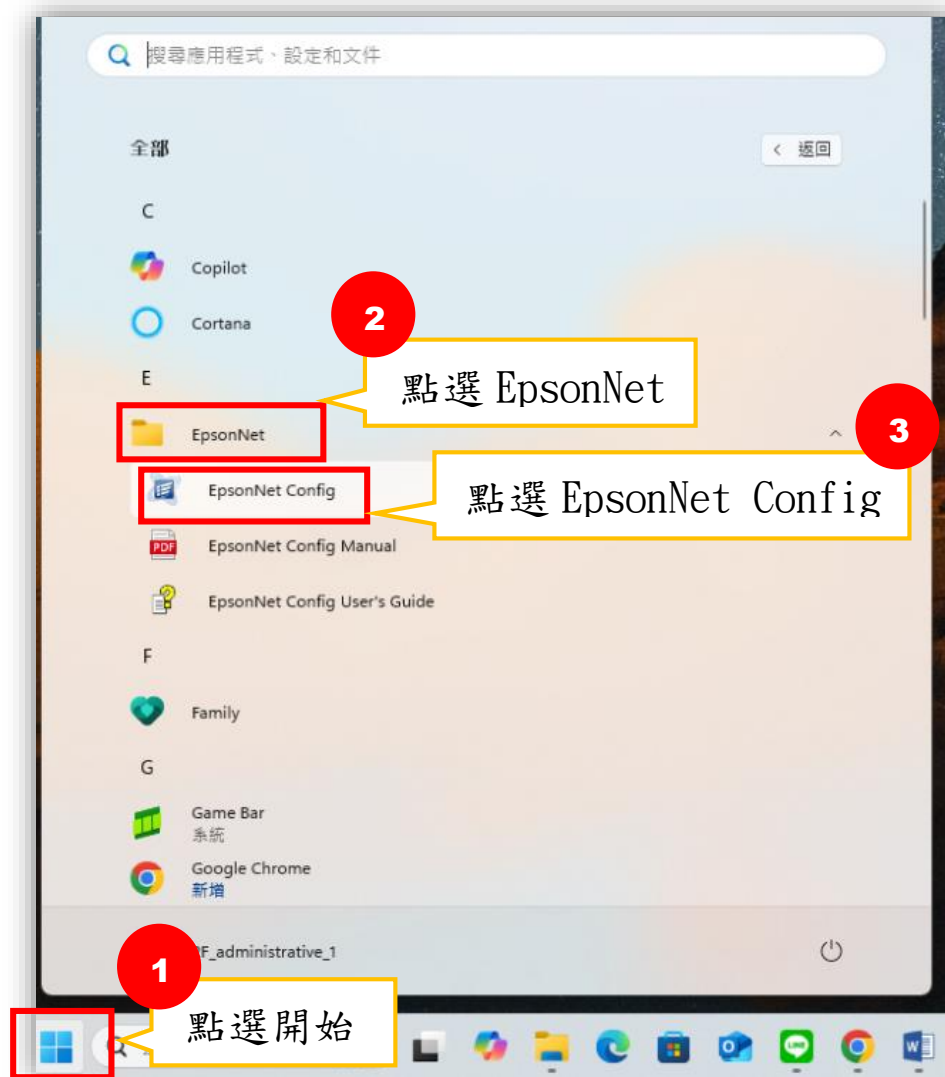 搜尋應用程式、設定和文件
全部
返回
C
Copilot
Cortana
2
E
點選 EpsonNet
EpsonNet
3
EpsonNet Config
點選 EpsonNet Config
PDF
EpsonNet Config Manual
EpsonNet Config User's Guide
F
Family
G
Game Bar
系統
Google Chrome
新增
F_administrative_1
1
點選開始
LINE
W